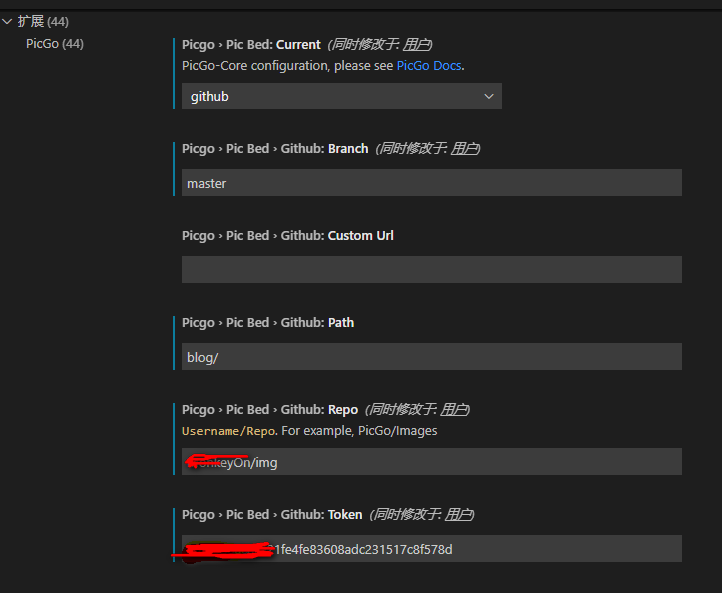 扩展 (44)
PicGo (44)
Picgo › Pic Bed: Current (同时修改于: 用户)
PicGo-Core configuration, please see PicGo Docs.
github
Picgo › Pic Bed › Github: Branch (同时修改于: 用户)
master
Picgo › Pic Bed › Github: Custom Url
Picgo › Pic Bed › Github: Path
blog/
Picgo › Pic Bed › Github: Repo (同时修改于: 用户)
Username/Repo. For example, PicGo/Images
keyOn/img
Picgo › Pic Bed › Github: Token (同时修改于: 用户)
1fe4fe83608adc231517c8f578d